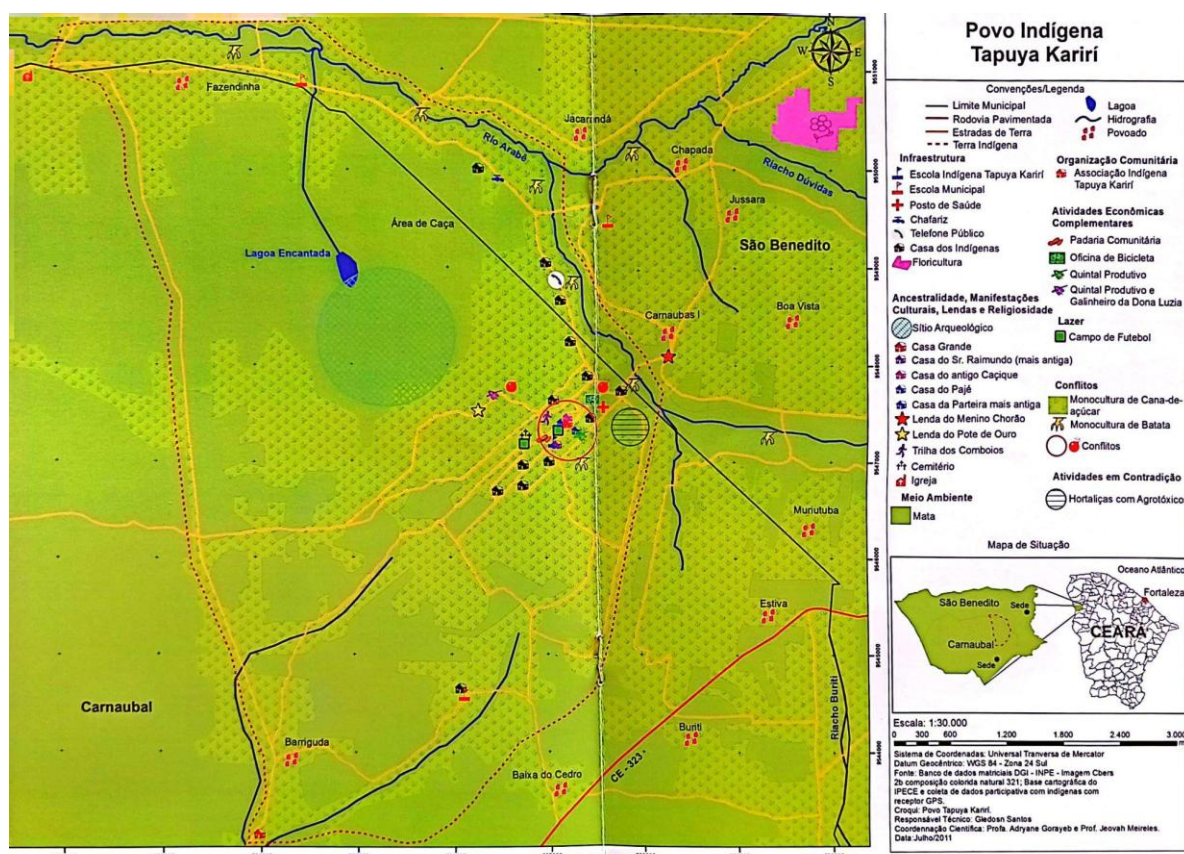 Povo Indígena
Tapuya Karirí
Convenções/Legenda
Limite Municipal
Rodovia Pavimentada
Estradas de Terra
Terra Indígena
Lagoa
Hidrografia
Povoado
Infraestrutura
Escola Indígena Tapuya Karirí
Escola Municipal
Posto de Saúde
Chafariz
Telefone Público
Casa dos Indígenas
Floricultura
Organização Comunitária
Associação Indígena
Tapuya Karirí
Atividades Econômicas
Complementares
Padaria Comunitária
Oficina de Bicicleta
Quintal Produtivo
Quintal Produtivo e
Galinheiro da Dona Luzia
Ancestralidade, Manifestações
Culturais, Lendas e Religiosidade
Sítio Arqueológico
Casa Grande
Casa do Sr. Raimundo (mais antiga)
Casa do antigo Caçique
Casa do Pajé
Casa da Parteira mais antiga
Lenda do Menino Chorão
Lenda do Pote de Ouro
Trilha dos Comboios
Cemitério
Igreja
Meio Ambiente
Mata
Lazer
Campo de Futebol
Conflitos
Monocultura de Cana-de-
açúcar
Monocultura de Batata
Conflitos
Atividades em Contradição
Hortaliças com Agrotóxico
Mapa de Situação
Oceano Atlântico
Fortaleza
São Benedito
Sede
Carnaubal
Sede
CEARÁ
Escala: 1:30.000
0 300 600 1.200 1.800 2.400 3.000
m
Sistema de Coordenadas: Universal Tranversa de Mercator
Datum Geocêntrico: WGS 84 - Zona 24 Sul
Fonte: Banco de dados matriciais DGI - INPE - Imagem Cbers
2b composição colorida natural 321; Base cartográfica do
IPECE e coleta de dados participativa com indígenas com
receptor GPS.
Croqui: Povo Tapuya Karirí.
Responsável Técnico: Gledosn Santos
Coordennação Científica: Profa. Adryane Gorayeb e Prof. Jeovah Meireles.
Data:Julho/2011
N
W
E
S
Fazendinha
Jacarandá
Rio Arabê
Chapada
Riacho Dúvidas
Jussara
Área de Caça
São Benedito
Lagoa Encantada
Boa Vista
Carnaubas I
Muriutuba
Estiva
Carnaubal
Barriguda
Buriti
Riacho Buriti
Baixa do Cedro
CE - 323
9551000
9550000
9549000
9548000
9547000
9546000
9545000
9544000